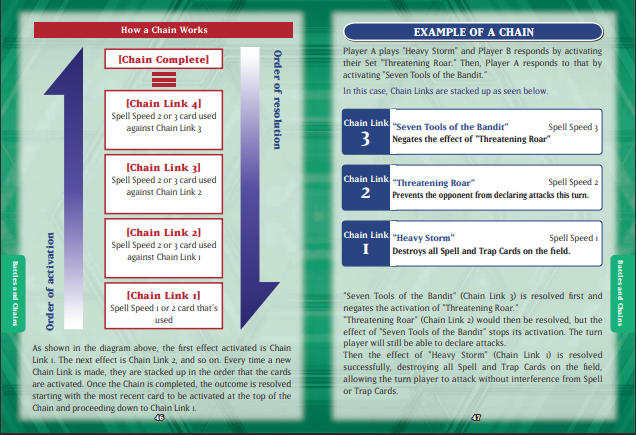 How a Chain Works
[Chain Complete]
[Chain Link 4]
Spell Speed 2 or 3 card used
against Chain Link 3
[Chain Link 3]
Spell Speed 2 or 3 card used
against Chain Link 2
[Chain Link 2]
Spell Speed 2 or 3 card used
against Chain Link 1
[Chain Link 1]
Spell Speed 1 or 2 card that's
used
Order of activation
Order of resolution
Battles and Chains
As shown in the diagram above, the first effect activated is Chain
Link 1. The next effect is Chain Link 2, and so on. Every time a new
Chain Link is made, they are stacked up in the order that the cards
are activated. Once the Chain is completed, the outcome is resolved
starting with the most recent card to be activated at the top of the
Chain and proceeding down to Chain Link 1.
46
EXAMPLE OF A CHAIN
Player A plays "Heavy Storm" and Player B responds by activating
their Set "Threatening Roar." Then, Player A responds to that by
activating "Seven Tools of the Bandit."
In this case, Chain Links are stacked up as seen below.
Chain Link
3
"Seven Tools of the Bandit" Spell Speed 3
Negates the effect of "Threatening Roar"
Chain Link
2
"Threatening Roar" Spell Speed 2
Prevents the opponent from declaring attacks this turn.
Chain Link
1
"Heavy Storm" Spell Speed 1
Destroys all Spell and Trap Cards on the field.
"Seven Tools of the Bandit" (Chain Link 3) is resolved first and
negates the activation of "Threatening Roar."
"Threatening Roar" (Chain Link 2) would then be resolved, but the
effect of "Seven Tools of the Bandit" stops its activation. The turn
player will still be able to declare attacks.
Then the effect of "Heavy Storm" (Chain Link 1) is resolved
successfully, destroying all Spell and Trap Cards on the field,
allowing the turn player to attack without interference from Spell
or Trap Cards.
Battles and Chains
47